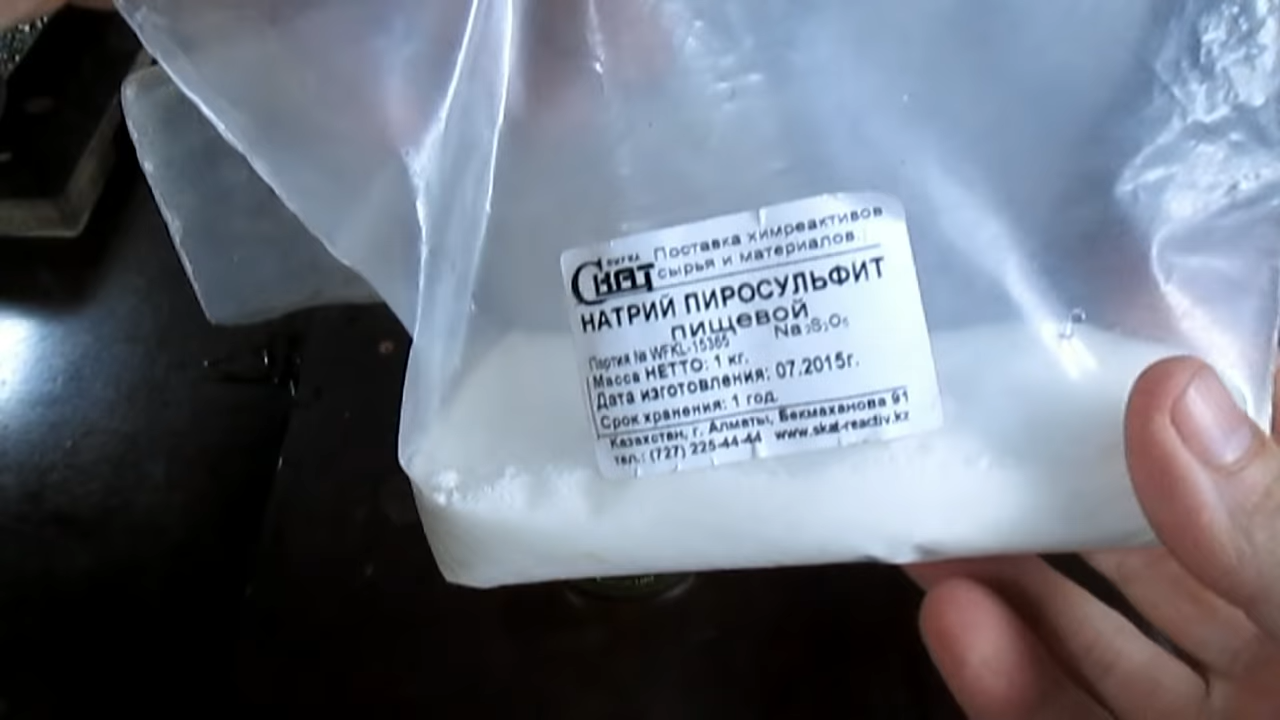 ФИРМА
СКАТ
Поставка химреактивов
сырья и материалов.
НАТРИЙ ПИРОСУЛЬФИТ
пищевой
Na₂S₂O₅
Партия № WFKL-15365
Масса НЕТТО: 1 кг.
Дата изготовления: 07.2015г.
Срок хранения: 1 год.
Казахстан, г. Алматы, Бекмаханова 91
тел.: (727) 225-44-44 www.skat-reactiv.kz